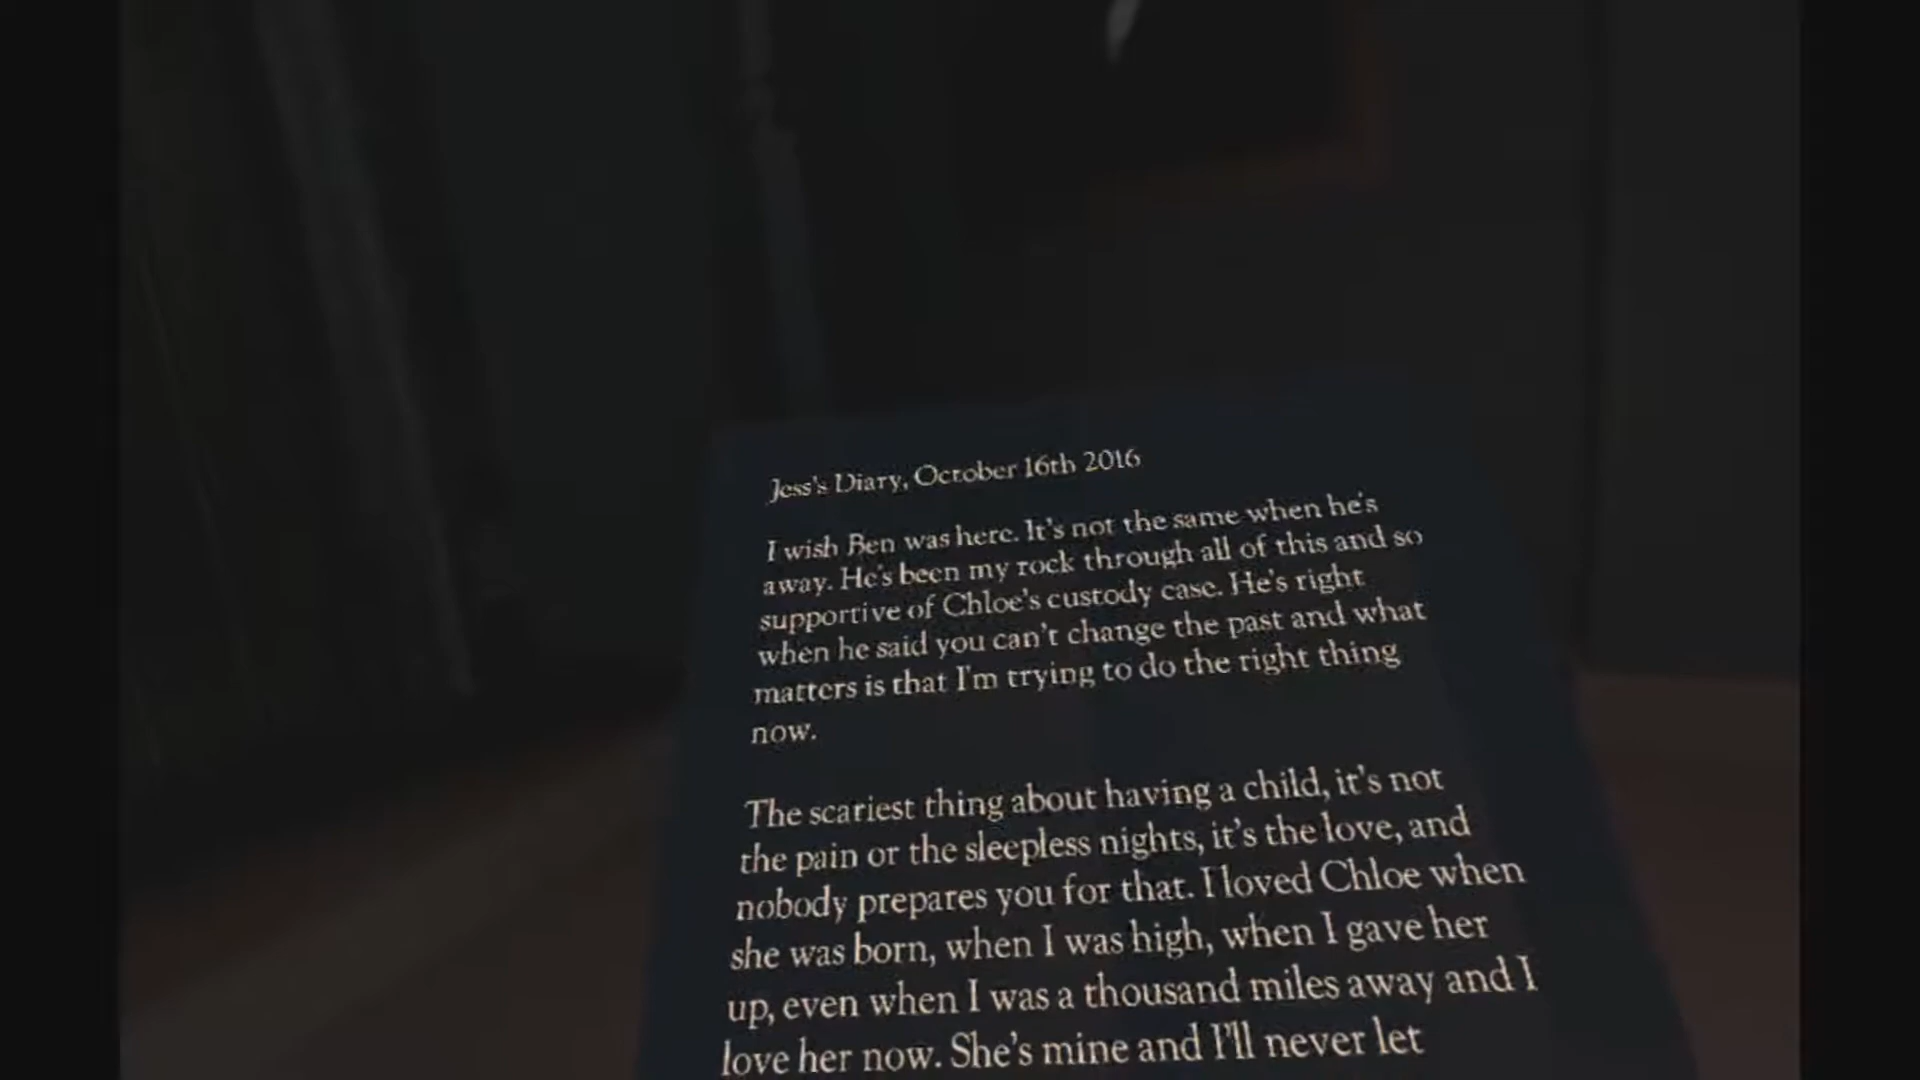 Jess's Diary, October 16th 2016
I wish Ben was here. It's not the same when he's
away. He's been my rock through all of this and so
supportive of Chloe's custody case. He's right
when he said you can't change the past and what
matters is that I'm trying to do the right thing
now.
The scariest thing about having a child, it's not
the pain or the sleepless nights, it's the love, and
nobody prepares you for that. I loved Chloe when
she was born, when I was high, when I gave her
up, even when I was a thousand miles away and I
love her now. She's mine and I'll never let